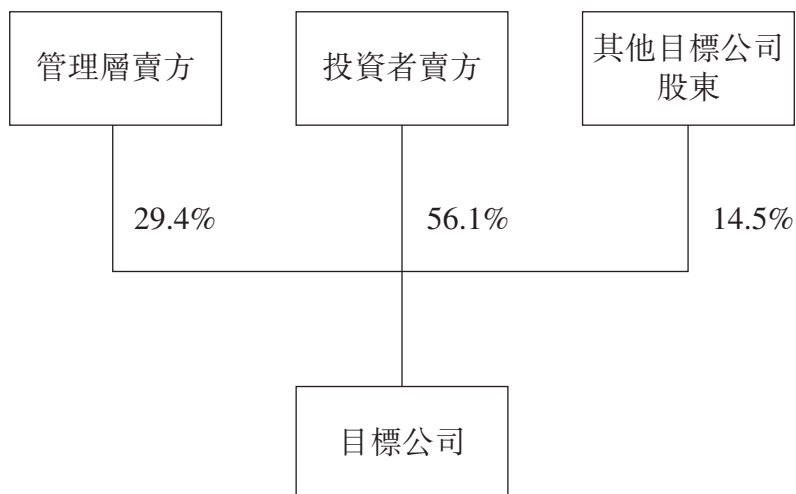 管理層賣方
投資者賣方
其他目標公司
股東
29.4%
56.1%
14.5%
目標公司